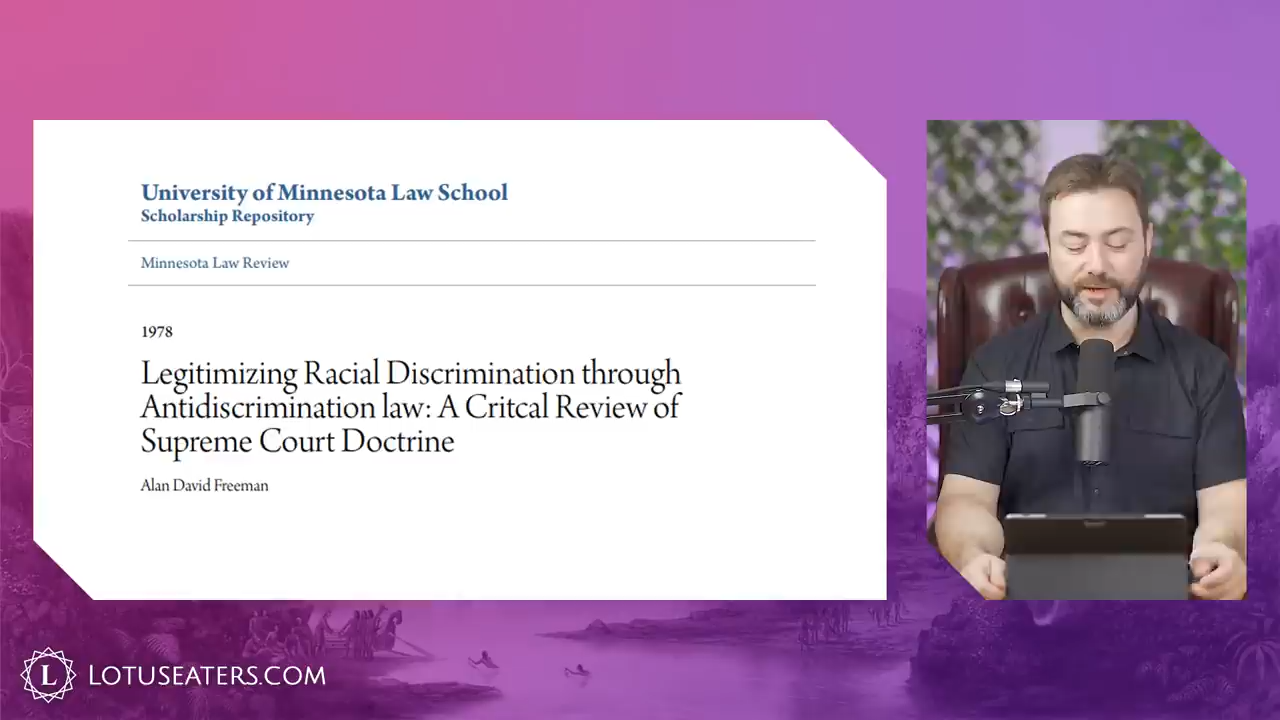 University of Minnesota Law School
Scholarship Repository
Minnesota Law Review
1978
Legitimizing Racial Discrimination through
Antidiscrimination law: A Critcal Review of
Supreme Court Doctrine
Alan David Freeman
L LOTUSEATERS.COM